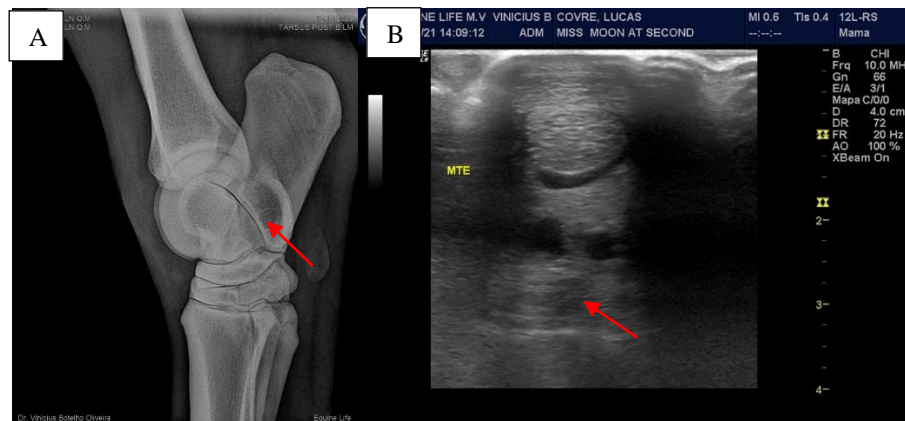 A
TARSUS POST E LM
Dr. Vinicius Botelho Oliveira
Equine Life
B
NE LIFE M.V VINICIUS B COVRE, LUCAS MI 0.6 TIs 0.4 12L-RS
/21 14:09:12 ADM MISS MOON AT SECOND --:--:-- Mama
MTE
B CHI
Frq 10.0 MHz
Gn 66
E/A 3/1
Mapa C/0/0
D 4.0 cm
DR 72
FR 20 Hz
AO 100 %
XBeam On
2
3
4